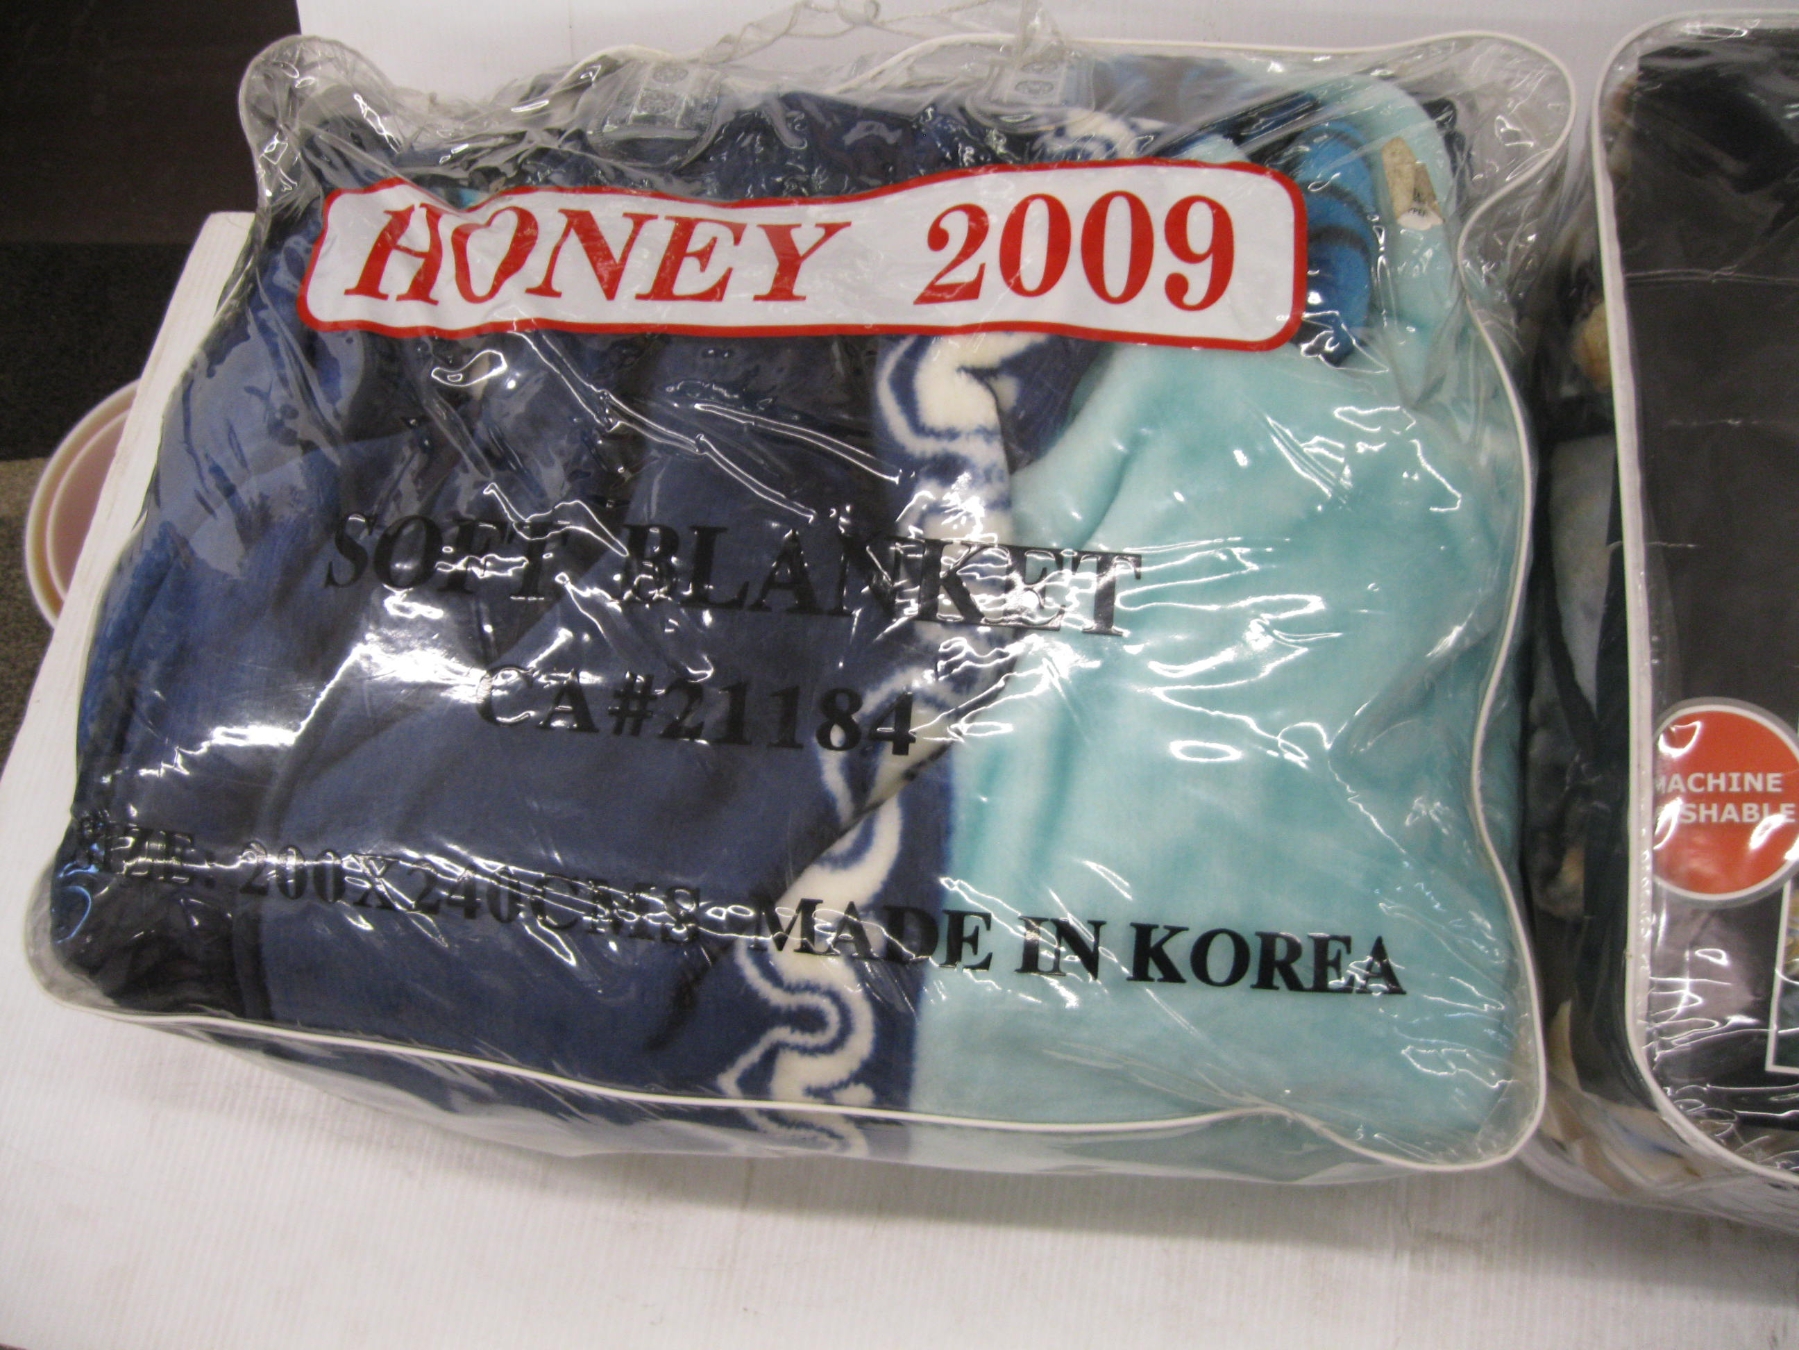 HONEY 2009
SOFT BLANKET
CA#21184
SIZE: 200X240CMS MADE IN KOREA
MACHINE
SHABLE